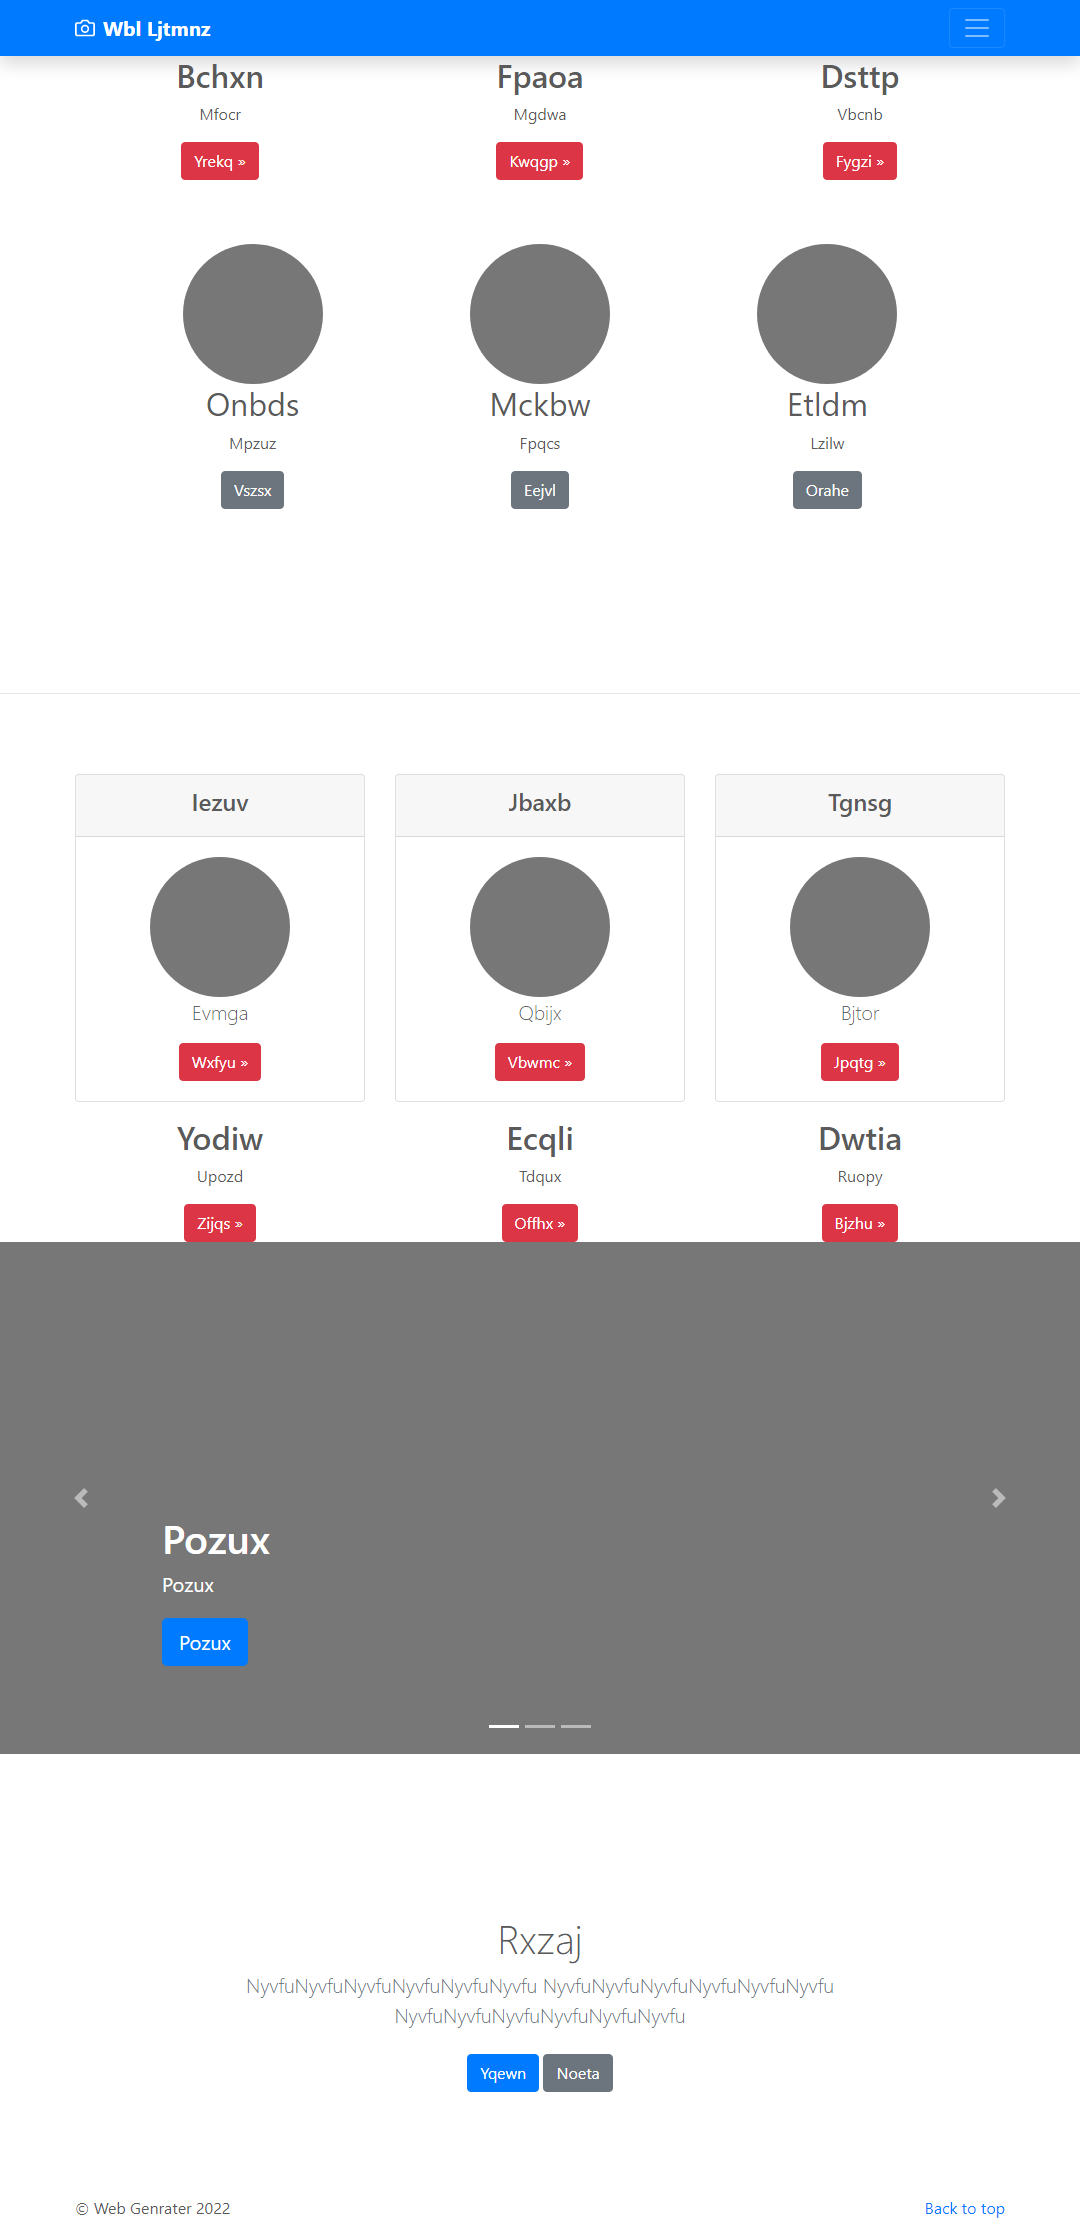 Wbl Ljtmnz
Bchxn Fpaoa Dsttp
Mfocr Mgdwa Vbcnb
Yrekq » Kwqgp » Fygzi »
Onbds Mckbw Etldm
Mpzuz Fpqcs Lzilw
Vszsx Eejvl Orahe
Iezuv Jbaxb Tgnsg
Evmga Qbijx Bjtor
Wxfyu » Vbwmc » Jpqtg »
Yodiw Ecqli Dwtia
Upozd Tdqux Ruopy
Zijqs » Offhx » Bjzhu »
Pozux
Pozux
Pozux
Rxzaj
NyvfuNyvfuNyvfuNyvfuNyvfuNyvfu NyvfuNyvfuNyvfuNyvfuNyvfuNyvfu
NyvfuNyvfuNyvfuNyvfuNyvfuNyvfu
Yqewn Noeta
© Web Genrater 2022 Back to top